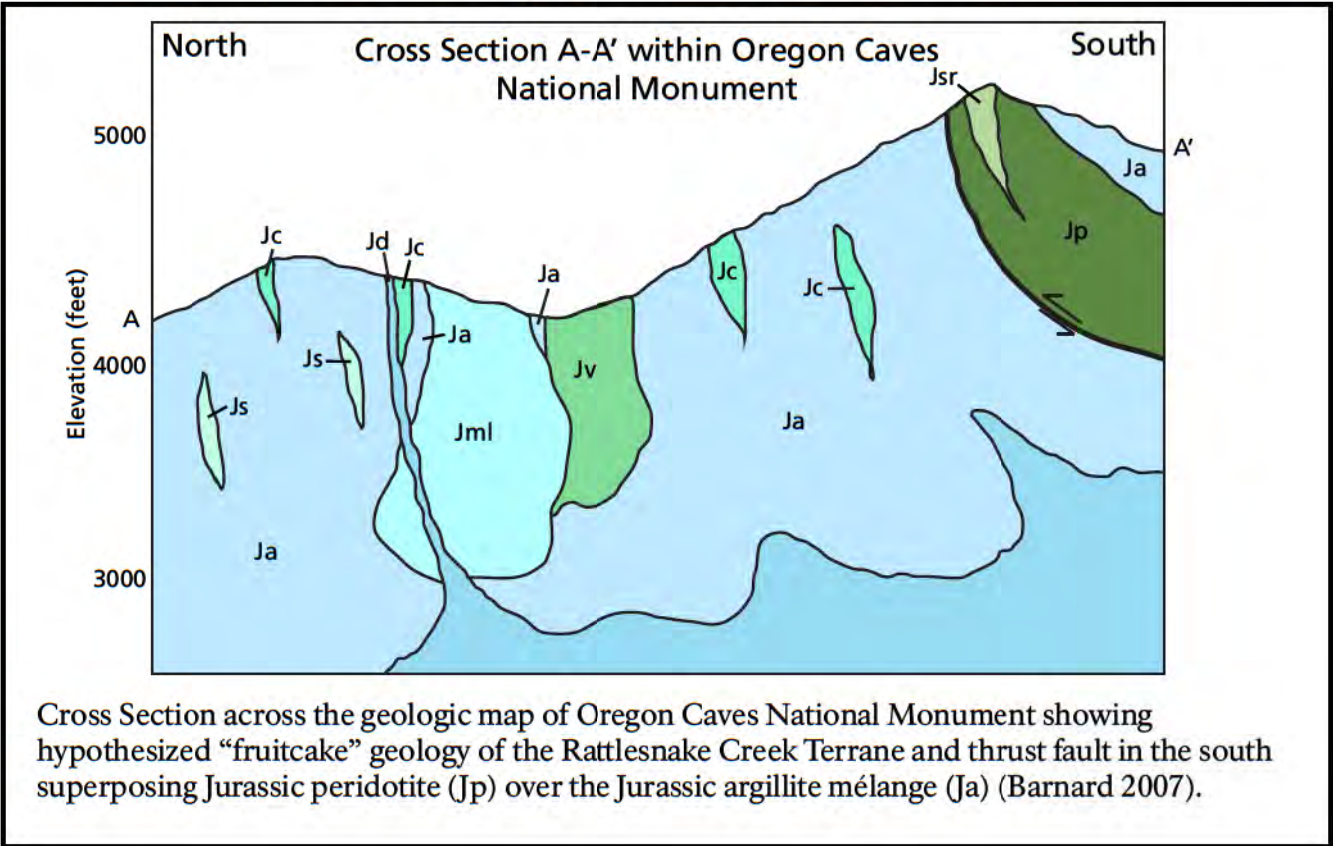 North
Cross Section A-A′ within Oregon Caves
National Monument
South
Jsr
5000
A′
Ja
Jp
Jc
Jd
Jc
Ja
Jc
Jc
Elevation (feet)
A
Js
Ja
4000
Jv
Js
Jml
Ja
Ja
3000
Cross Section across the geologic map of Oregon Caves National Monument showing
hypothesized “fruitcake” geology of the Rattlesnake Creek Terrane and thrust fault in the south
superposing Jurassic peridotite (Jp) over the Jurassic argillite mélange (Ja) (Barnard 2007).